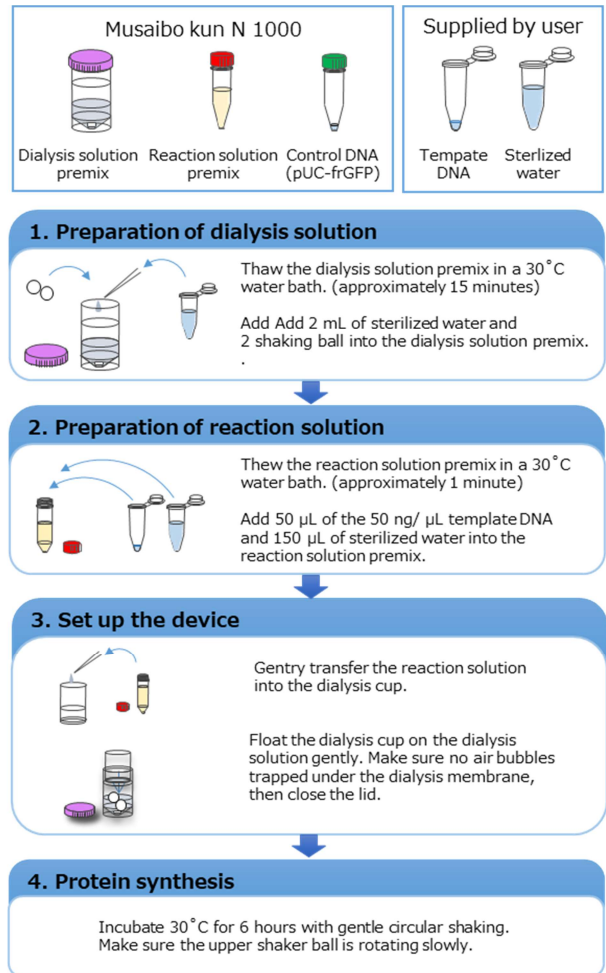 Musaibo kun N 1000
Supplied by user
Dialysis solution
premix
Reaction solution
premix
Control DNA
(pUC-frGFP)
Tempate
DNA
Sterlized
water
1. Preparation of dialysis solution
Thaw the dialysis solution premix in a 30˚C
water bath. (approximately 15 minutes)
Add Add 2 mL of sterilized water and
2 shaking ball into the dialysis solution premix.
.
2. Preparation of reaction solution
Thew the reaction solution premix in a 30˚C
water bath. (approximately 1 minute)
Add 50 μL of the 50 ng/ μL template DNA
and 150 μL of sterilized water into the
reaction solution premix.
3. Set up the device
Gentry transfer the reaction solution
into the dialysis cup.
Float the dialysis cup on the dialysis
solution gently. Make sure no air bubbles
trapped under the dialysis membrane,
then close the lid.
4. Protein synthesis
Incubate 30˚C for 6 hours with gentle circular shaking.
Make sure the upper shaker ball is rotating slowly.